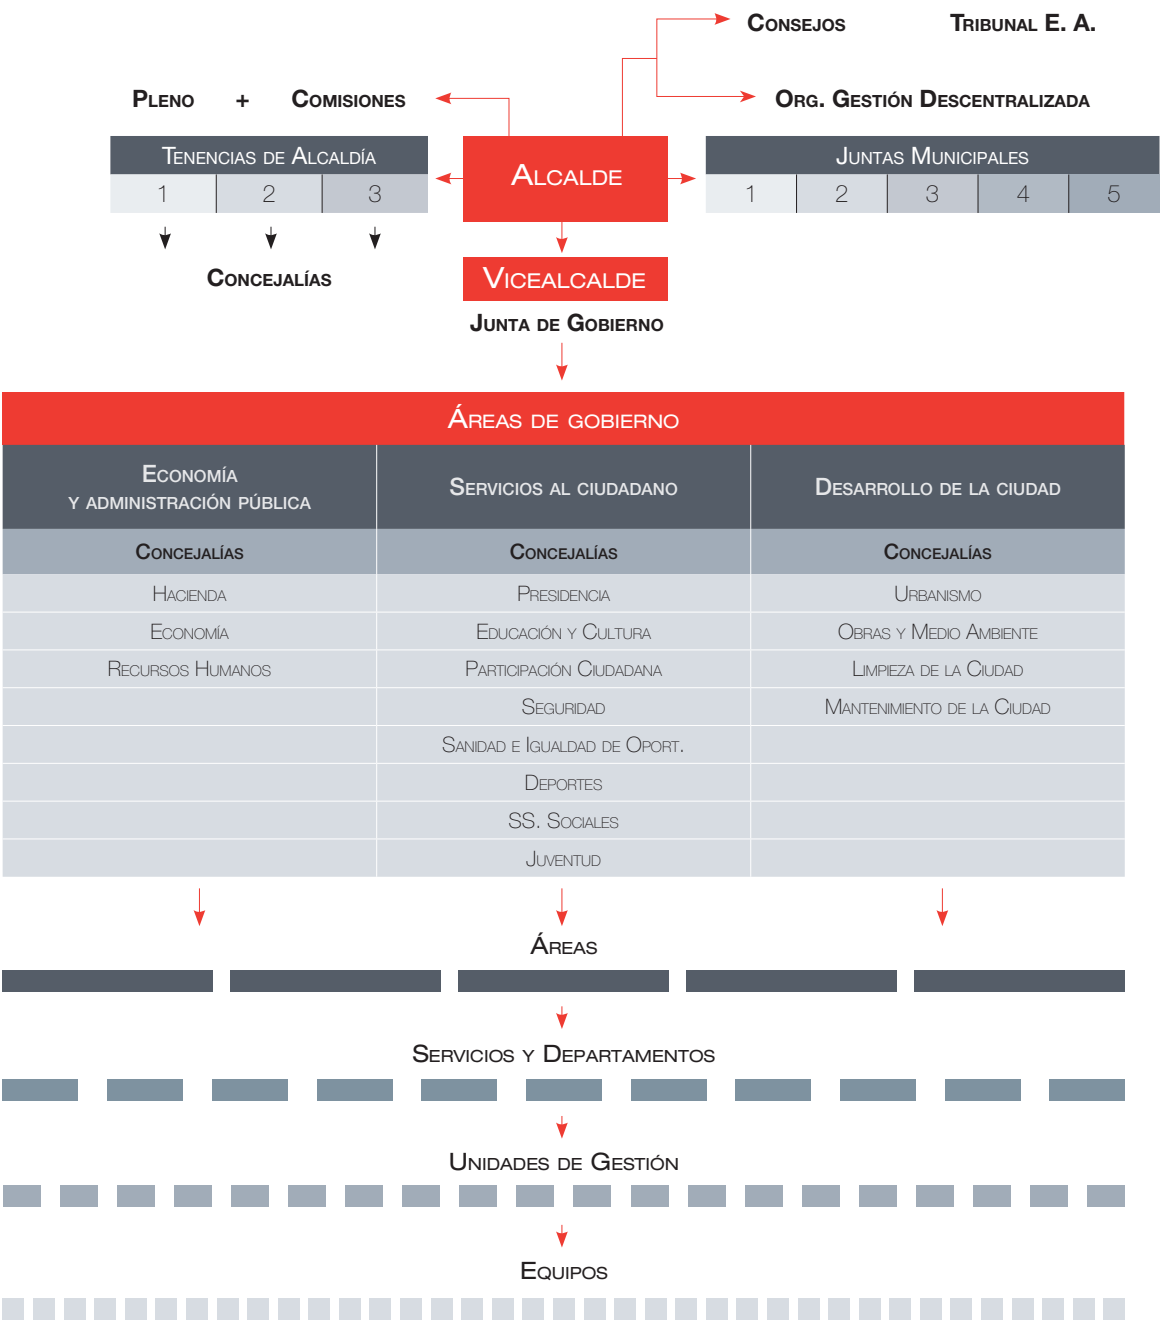 Consejos Tribunal E. A.
Pleno + Comisiones
Org. Gestión Descentralizada
Tenencias de Alcaldía
1 2 3
Concejalías
Alcalde
Juntas Municipales
1 2 3 4 5
Vicealcalde
Junta de Gobierno
Áreas de gobierno
Economía
y administración pública
Servicios al ciudadano
Desarrollo de la ciudad
Concejalías Concejalías Concejalías
Hacienda Presidencia Urbanismo
Economía Educación y Cultura Obras y Medio Ambiente
Recursos Humanos Participación Ciudadana Limpieza de la Ciudad
Seguridad Mantenimiento de la Ciudad
Sanidad e Igualdad de Oport.
Deportes
SS. Sociales
Juventud
Áreas
Servicios y Departamentos
Unidades de Gestión
Equipos